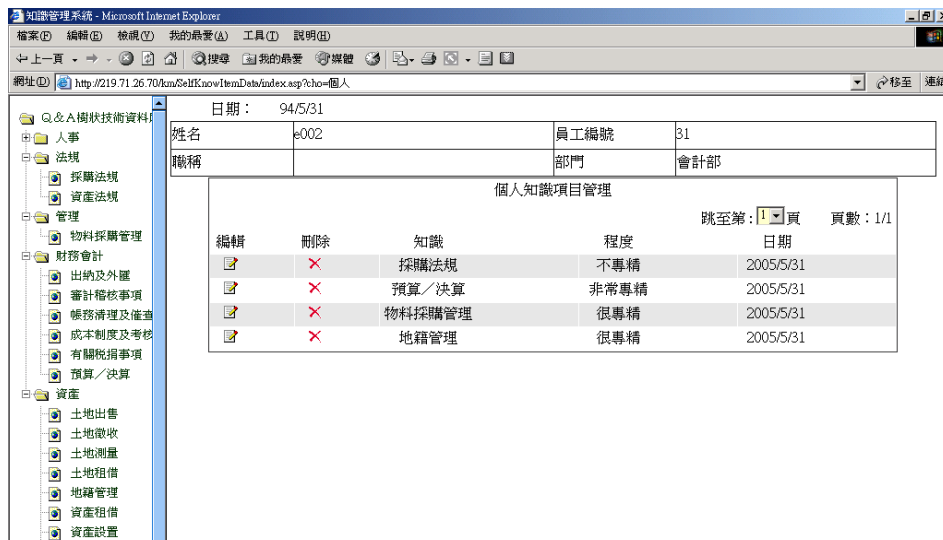 知識管理系統 - Microsoft Internet Explorer
檔案(F) 編輯(E) 檢視(V) 我的最愛(A) 工具(T) 說明(H)
上一頁 搜尋 我的最愛 媒體
網址(D) http://219.71.26.70/km/SelfKnowItemData/index.asp?cho=個人 移至 連結
日期： 94/5/31
姓名 e002 員工編號 31
職稱 部門 會計部
個人知識項目管理
跳至第: 1 頁 頁數：1/1
編輯 刪除 知識 程度 日期
採購法規 不專精 2005/5/31
預算／決算 非常專精 2005/5/31
物料採購管理 很專精 2005/5/31
地籍管理 很專精 2005/5/31
Q&A樹狀技術資料
人事
法規
採購法規
資產法規
管理
物料採購管理
財務會計
出納及外匯
審計稽核事項
帳務清理及催查
成本制度及考核
有關稅捐事項
預算／決算
資產
土地出售
土地徵收
土地測量
土地租借
地籍管理
資產租借
資產設置